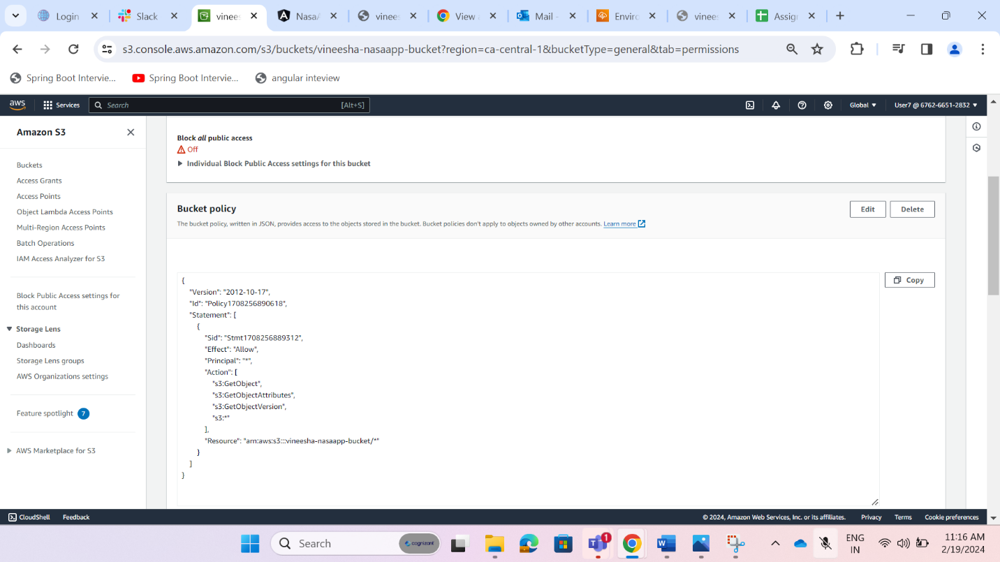 Login
Slack
vinees
NasaA
vinee
View a
Mail -
Enviro
vinee
Assig
s3.console.aws.amazon.com/s3/buckets/vineesha-nasaapp-bucket?region=ca-central-1&bucketType=general&tab=permissions
Spring Boot Intervie...
Spring Boot Intervie...
angular inteview
aws
Services
Search
[Alt+S]
Global
User7 @ 6762-6651-2832
Amazon S3
Buckets
Access Grants
Access Points
Object Lambda Access Points
Multi-Region Access Points
Batch Operations
IAM Access Analyzer for S3
Block Public Access settings for
this account
Storage Lens
Dashboards
Storage Lens groups
AWS Organizations settings
Feature spotlight 7
AWS Marketplace for S3
Block all public access
Off
Individual Block Public Access settings for this bucket
Bucket policy
Edit
Delete
The bucket policy, written in JSON, provides access to the objects stored in the bucket. Bucket policies don't apply to objects owned by other accounts. Learn more
Copy
{
"Version": "2012-10-17",
"Id": "Policy1708256890618",
"Statement": [
{
"Sid": "Stmt1708256889312",
"Effect": "Allow",
"Principal": "*",
"Action": [
"s3:GetObject",
"s3:GetObjectAttributes",
"s3:GetObjectVersion",
"s3:*"
],
"Resource": "arn:aws:s3:::vineesha-nasaapp-bucket/*"
}
]
}
CloudShell
Feedback
© 2024, Amazon Web Services, Inc. or its affiliates.
Privacy
Terms
Cookie preferences
Search
cognizant
1
ENG
IN
11:16 AM
2/19/2024